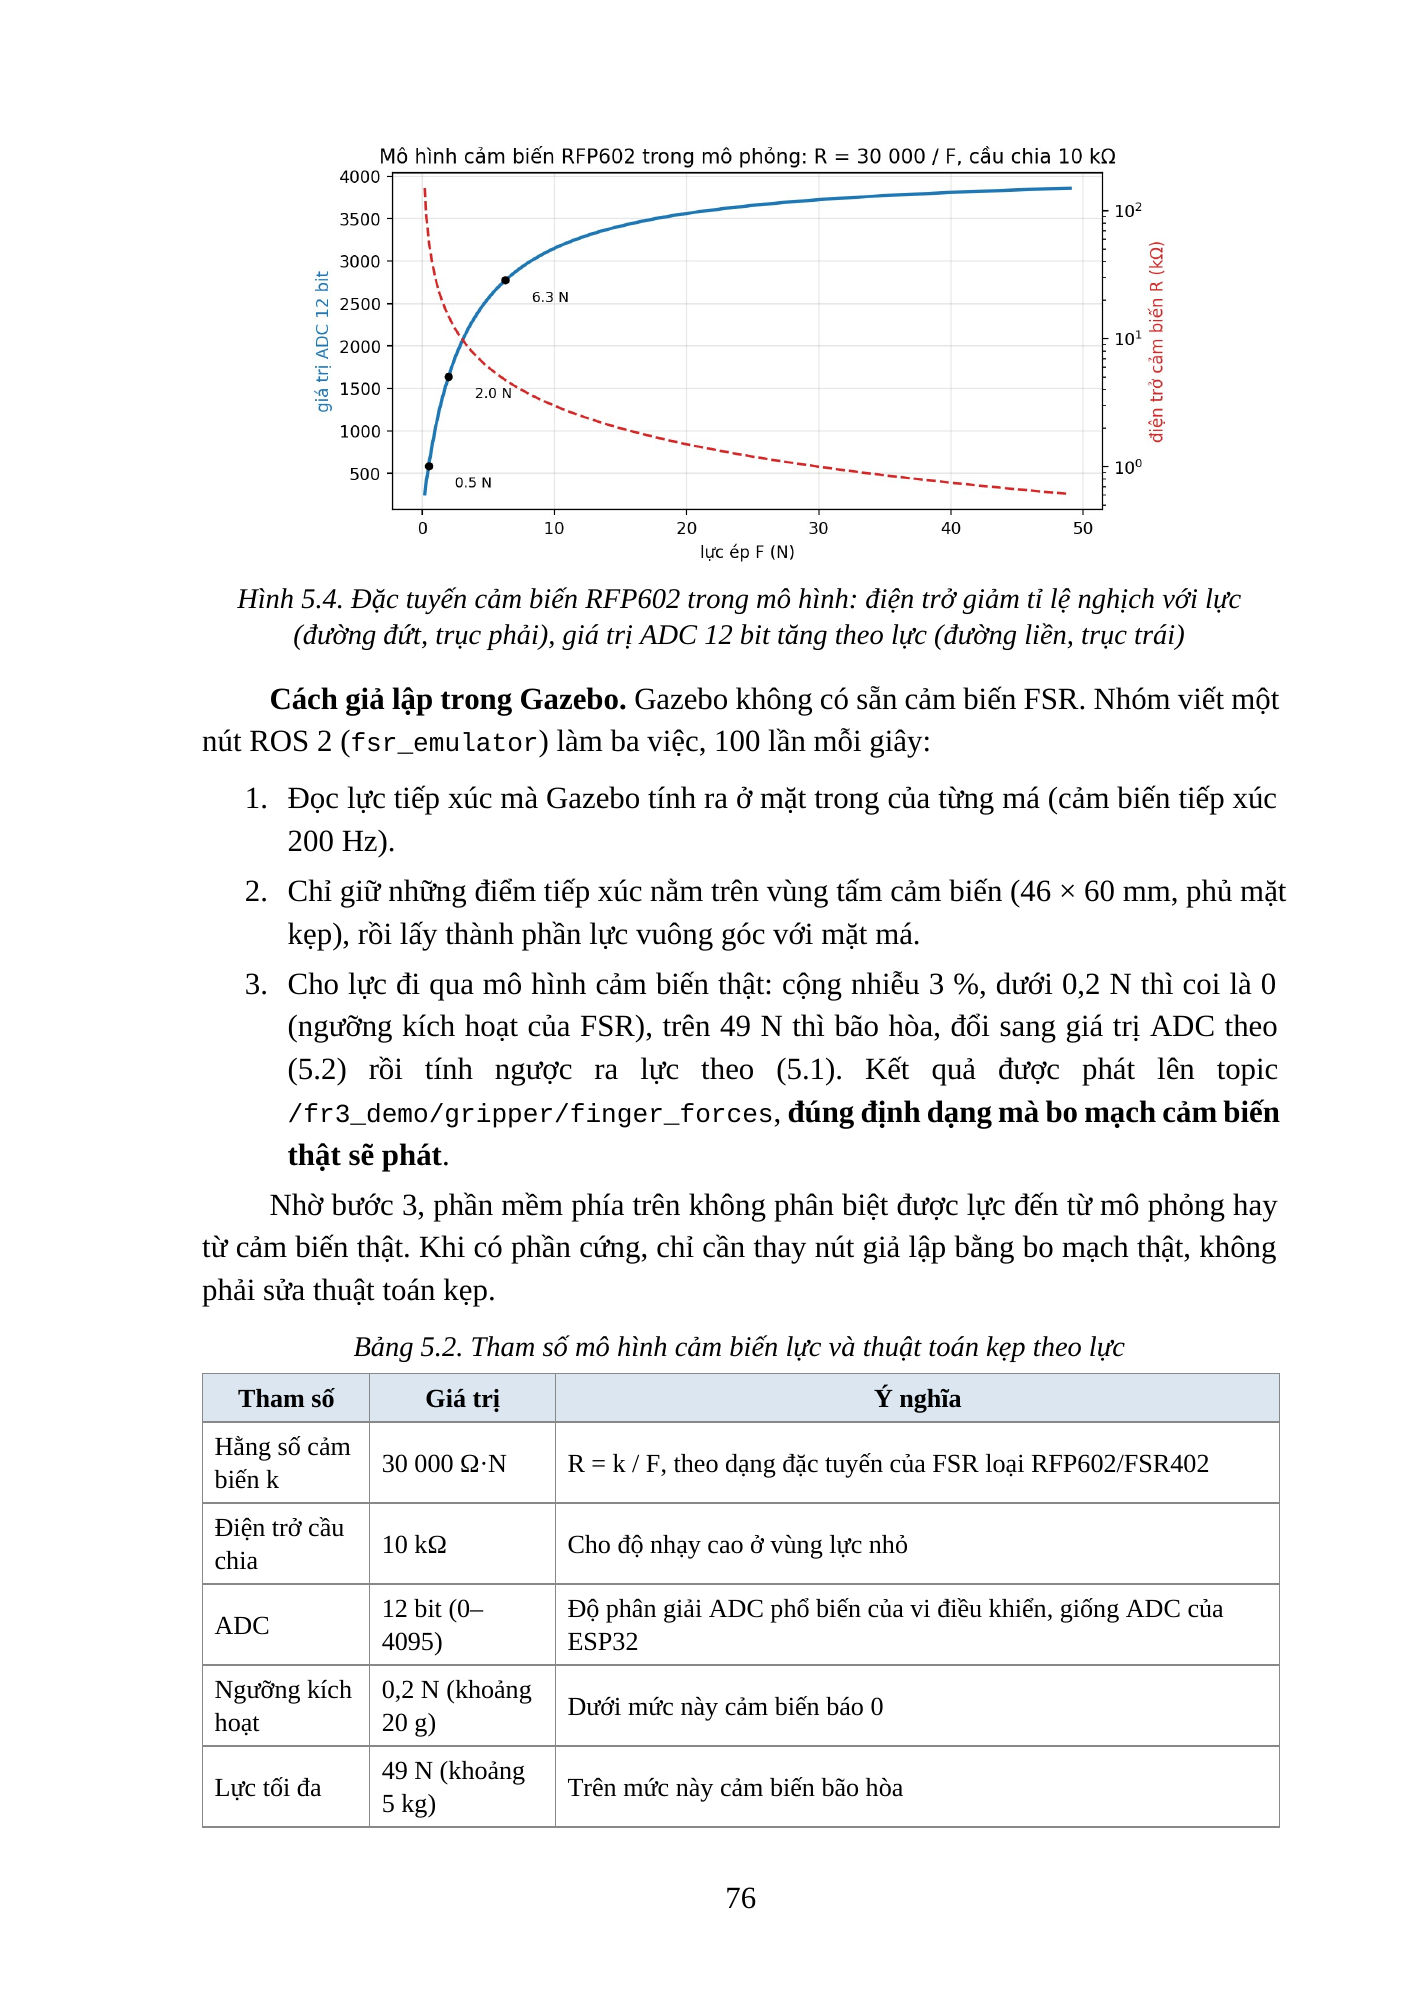 Mô hình cảm biến RFP602 trong mô phỏng: R = 30 000 / F, cầu chia 10 kΩ
4000
3500
3000
2500
2000
1500
1000
500
giá trị ADC 12 bit
10²
10¹
10⁰
điện trở cảm biến R (kΩ)
6.3 N
2.0 N
0.5 N
0 10 20 30 40 50
lực ép F (N)
Hình 5.4. Đặc tuyến cảm biến RFP602 trong mô hình: điện trở giảm tỉ lệ nghịch với lực
(đường đứt, trục phải), giá trị ADC 12 bit tăng theo lực (đường liền, trục trái)
Cách giả lập trong Gazebo. Gazebo không có sẵn cảm biến FSR. Nhóm viết một
nút ROS 2 (fsr_emulator) làm ba việc, 100 lần mỗi giây:
1. Đọc lực tiếp xúc mà Gazebo tính ra ở mặt trong của từng má (cảm biến tiếp xúc
200 Hz).
2. Chỉ giữ những điểm tiếp xúc nằm trên vùng tấm cảm biến (46 × 60 mm, phủ mặt
kẹp), rồi lấy thành phần lực vuông góc với mặt má.
3. Cho lực đi qua mô hình cảm biến thật: cộng nhiễu 3 %, dưới 0,2 N thì coi là 0
(ngưỡng kích hoạt của FSR), trên 49 N thì bão hòa, đổi sang giá trị ADC theo
(5.2) rồi tính ngược ra lực theo (5.1). Kết quả được phát lên topic
/fr3_demo/gripper/finger_forces, đúng định dạng mà bo mạch cảm biến
thật sẽ phát.
Nhờ bước 3, phần mềm phía trên không phân biệt được lực đến từ mô phỏng hay
từ cảm biến thật. Khi có phần cứng, chỉ cần thay nút giả lập bằng bo mạch thật, không
phải sửa thuật toán kẹp.
Bảng 5.2. Tham số mô hình cảm biến lực và thuật toán kẹp theo lực
Tham số Giá trị Ý nghĩa
Hằng số cảm
biến k
30 000 Ω·N
R = k / F, theo dạng đặc tuyến của FSR loại RFP602/FSR402
Điện trở cầu
chia
10 kΩ
Cho độ nhạy cao ở vùng lực nhỏ
ADC
12 bit (0–
4095)
Độ phân giải ADC phổ biến của vi điều khiển, giống ADC của
ESP32
Ngưỡng kích
hoạt
0,2 N (khoảng
20 g)
Dưới mức này cảm biến báo 0
Lực tối đa
49 N (khoảng
5 kg)
Trên mức này cảm biến bão hòa
76